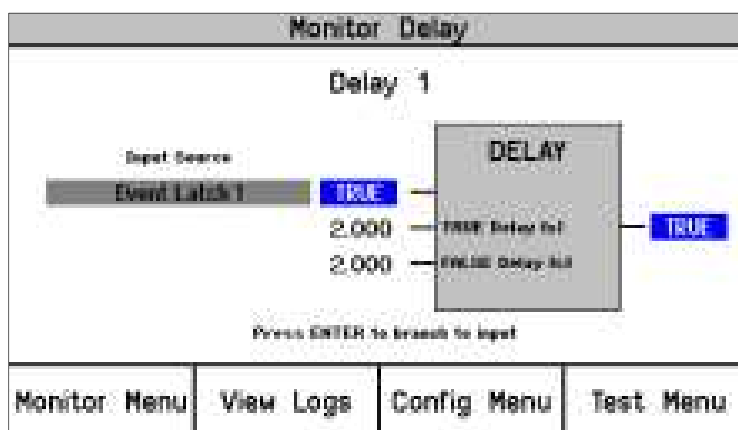 Monitor Delay
Delay 1
Input Source
DELAY
Event Latch 1 TRUE
2.000 TRUE Delay (s) TRUE
2.000 FALSE Delay (s)
Press ENTER to branch to input
Monitor Menu View Logs Config Menu Test Menu